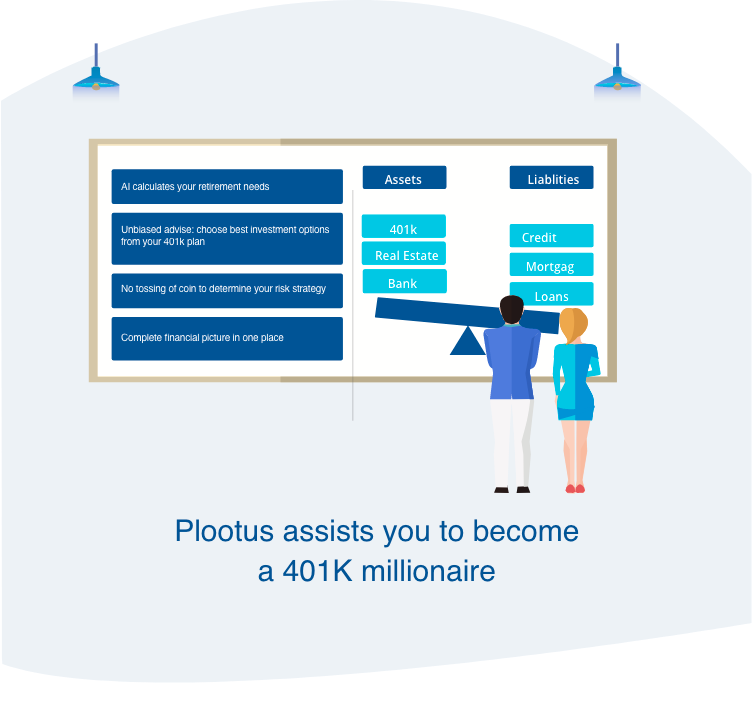 AI calculates your retirement needs
Unbiased advise: choose best investment options
from your 401k plan
No tossing of coin to determine your risk strategy
Complete financial picture in one place
Assets
401k
Real Estate
Bank
Liablities
Credit
Mortgag
Loans
Plootus assists you to become
a 401K millionaire